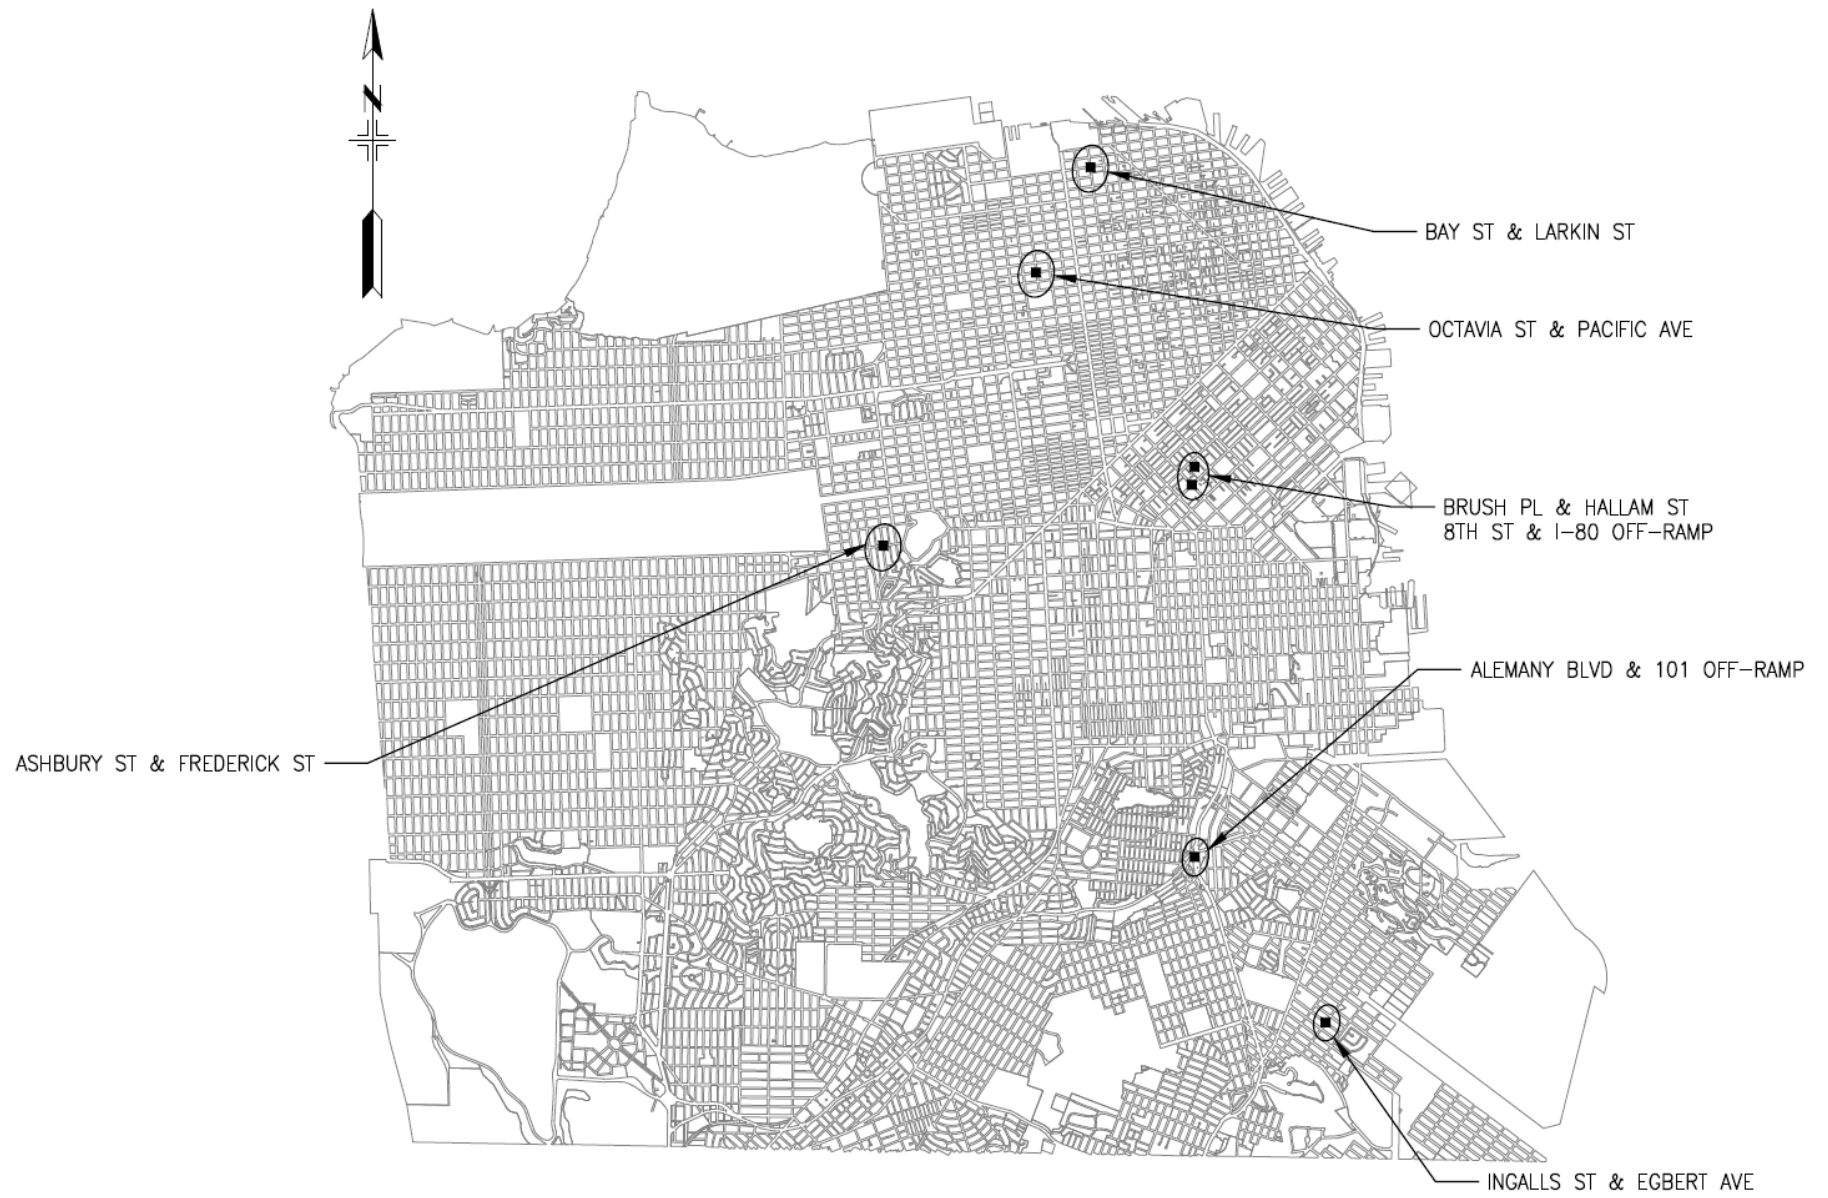 N
BAY ST & LARKIN ST
OCTAVIA ST & PACIFIC AVE
BRUSH PL & HALLAM ST
8TH ST & I-80 OFF-RAMP
ALEMANY BLVD & 101 OFF-RAMP
ASHBURY ST & FREDERICK ST
INGALLS ST & EGBERT AVE